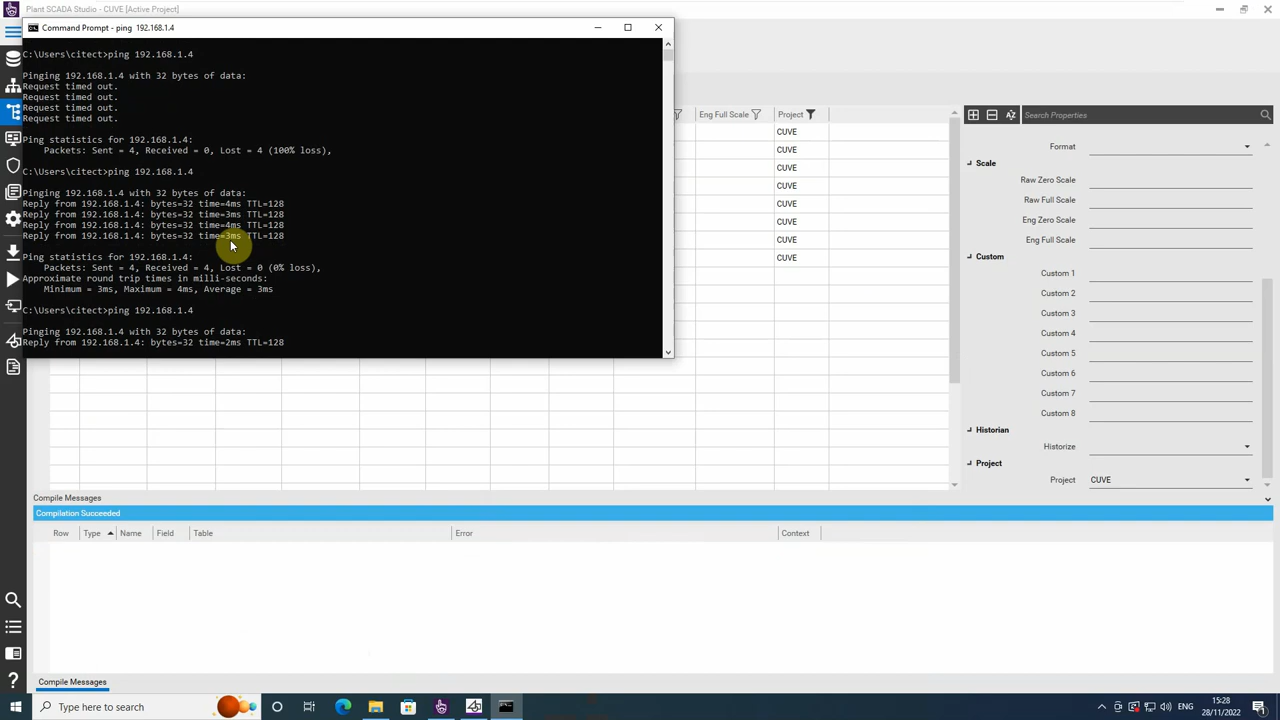 Plant SCADA Studio - CUVE [Active Project]
Command Prompt - ping 192.168.1.4
C:\Users\citect>ping 192.168.1.4
Pinging 192.168.1.4 with 32 bytes of data:
Request timed out.
Request timed out.
Request timed out.
Request timed out.
Ping statistics for 192.168.1.4:
Packets: Sent = 4, Received = 0, Lost = 4 (100% loss),
C:\Users\citect>ping 192.168.1.4
Pinging 192.168.1.4 with 32 bytes of data:
Reply from 192.168.1.4: bytes=32 time=4ms TTL=128
Reply from 192.168.1.4: bytes=32 time=3ms TTL=128
Reply from 192.168.1.4: bytes=32 time=4ms TTL=128
Reply from 192.168.1.4: bytes=32 time=3ms TTL=128
Ping statistics for 192.168.1.4:
Packets: Sent = 4, Received = 4, Lost = 0 (0% loss),
Approximate round trip times in milli-seconds:
Minimum = 3ms, Maximum = 4ms, Average = 3ms
C:\Users\citect>ping 192.168.1.4
Pinging 192.168.1.4 with 32 bytes of data:
Reply from 192.168.1.4: bytes=32 time=2ms TTL=128
Eng Full Scale Project
CUVE
CUVE
CUVE
CUVE
CUVE
CUVE
CUVE
CUVE
Search Properties
Format
Scale
Raw Zero Scale
Raw Full Scale
Eng Zero Scale
Eng Full Scale
Custom
Custom 1
Custom 2
Custom 3
Custom 4
Custom 5
Custom 6
Custom 7
Custom 8
Historian
Historize
Project
Project CUVE
Compile Messages
Compilation Succeeded
Row Type Name Field Table Error Context
Compile Messages
Type here to search
ENG
15:28
28/11/2022